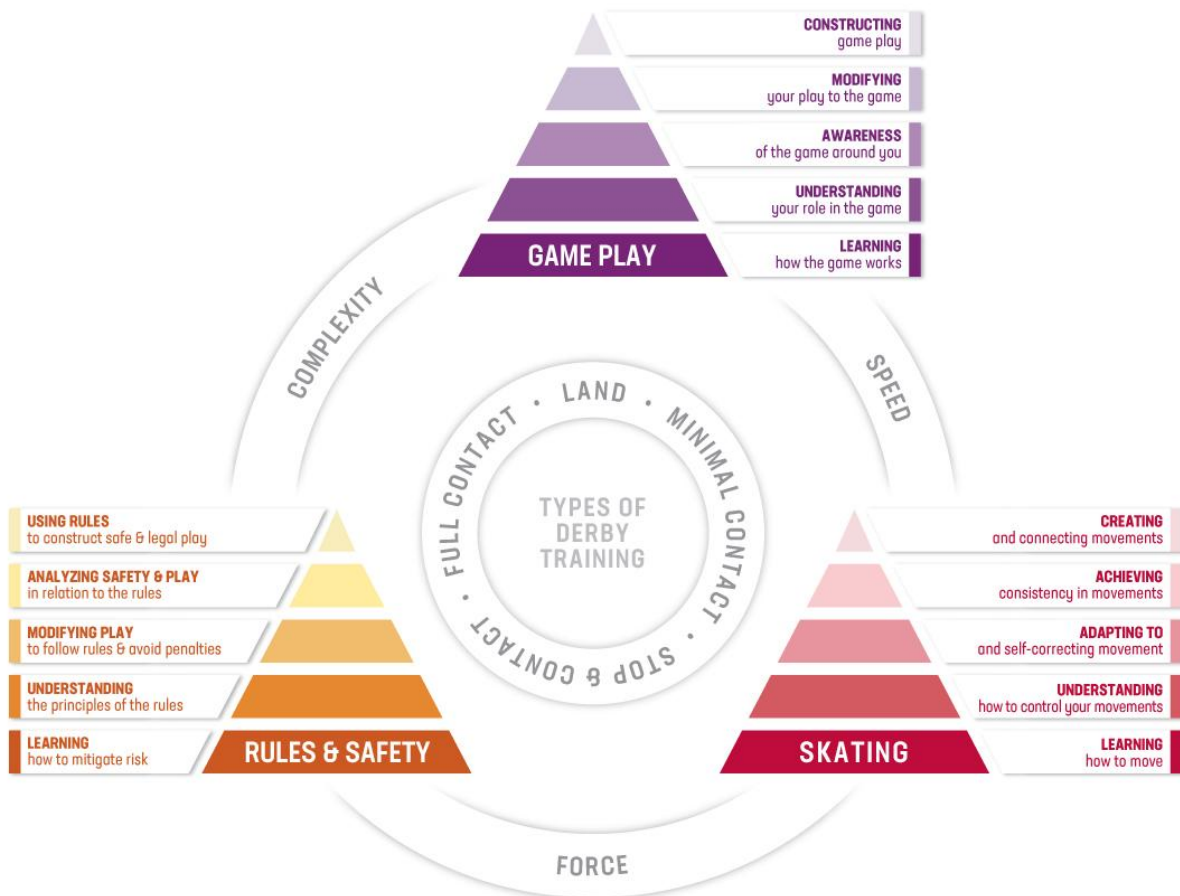 CONSTRUCTING
game play
MODIFYING
your play to the game
AWARENESS
of the game around you
UNDERSTANDING
your role in the game
GAME PLAY
LEARNING
how the game works
COMPLEXITY
SPEED
FULL CONTACT • LAND • MINIMAL CONTACT • STOP & CONTACT •
TYPES OF
DERBY
TRAINING
USING RULES
to construct safe & legal play
ANALYZING SAFETY & PLAY
in relation to the rules
MODIFYING PLAY
to follow rules & avoid penalties
UNDERSTANDING
the principles of the rules
LEARNING
how to mitigate risk
RULES & SAFETY
CREATING
and connecting movements
ACHIEVING
consistency in movements
ADAPTING TO
and self-correcting movement
UNDERSTANDING
how to control your movements
SKATING
LEARNING
how to move
FORCE